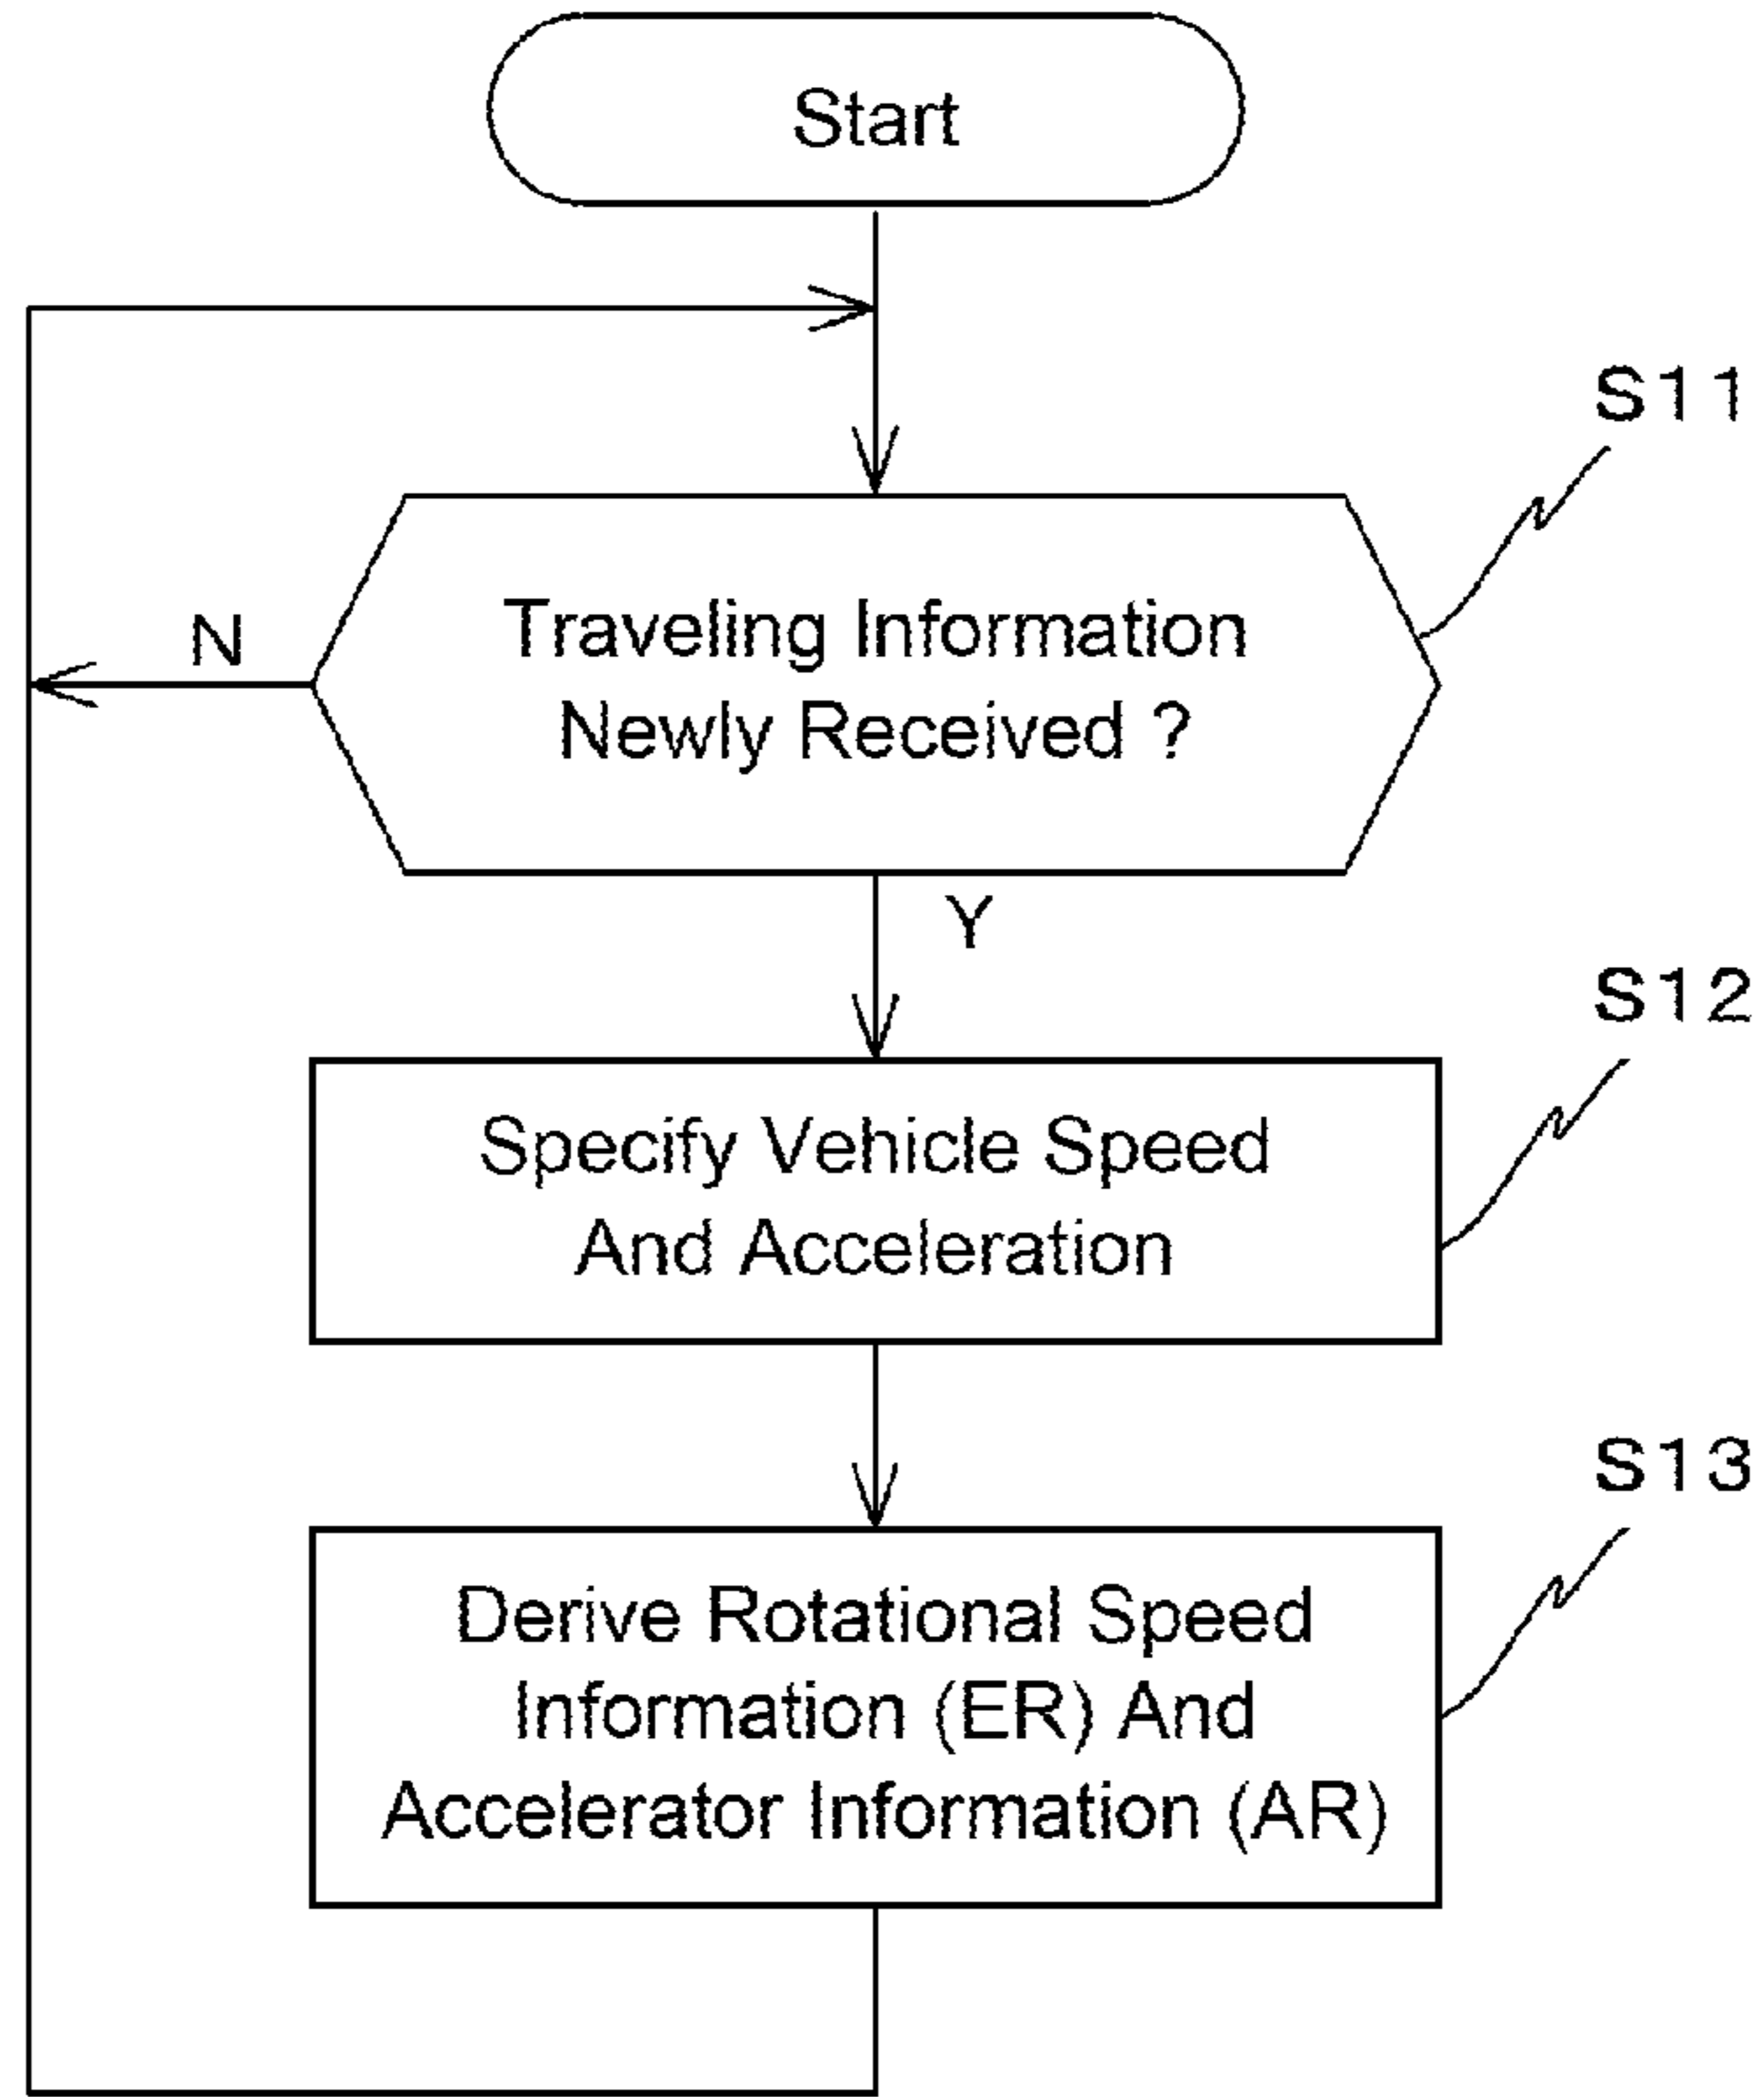 Start
S11
N
Traveling Information
Newly Received ?
Y
S12
Specify Vehicle Speed
And Acceleration
S13
Derive Rotational Speed
Information (ER) And
Accelerator Information (AR)